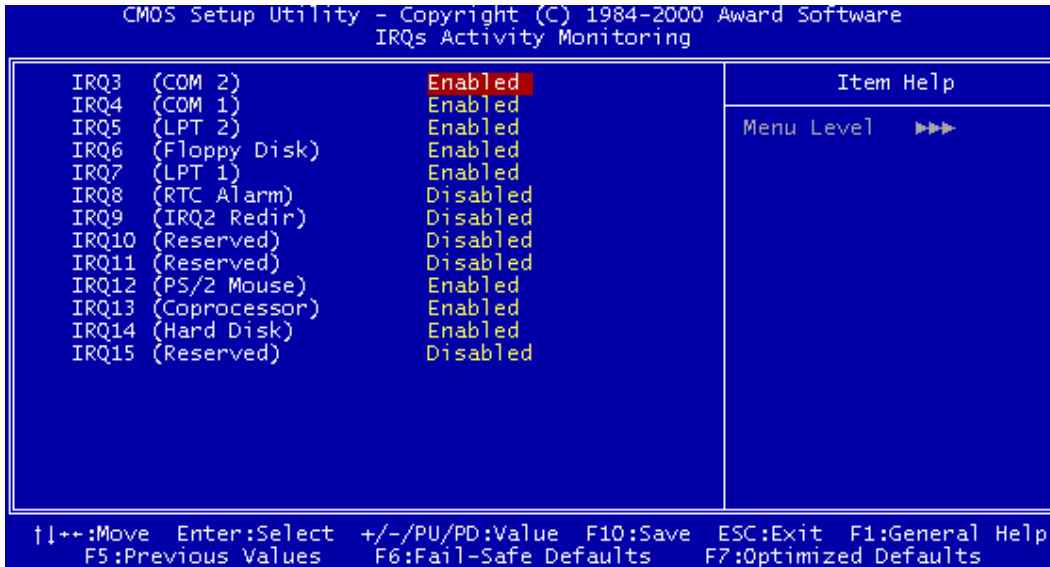 CMOS Setup Utility – Copyright (C) 1984–2000 Award Software
IRQs Activity Monitoring
IRQ3 (COM 2) Enabled
IRQ4 (COM 1) Enabled
IRQ5 (LPT 2) Enabled
IRQ6 (Floppy Disk) Enabled
IRQ7 (LPT 1) Enabled
IRQ8 (RTC Alarm) Disabled
IRQ9 (IRQ2 Redir) Disabled
IRQ10 (Reserved) Disabled
IRQ11 (Reserved) Disabled
IRQ12 (PS/2 Mouse) Enabled
IRQ13 (Coprocessor) Enabled
IRQ14 (Hard Disk) Enabled
IRQ15 (Reserved) Disabled
Item Help
Menu Level ▶▶▶
↑↓←→:Move Enter:Select +/-/PU/PD:Value F10:Save ESC:Exit F1:General Help
F5:Previous Values F6:Fail-Safe Defaults F7:Optimized Defaults